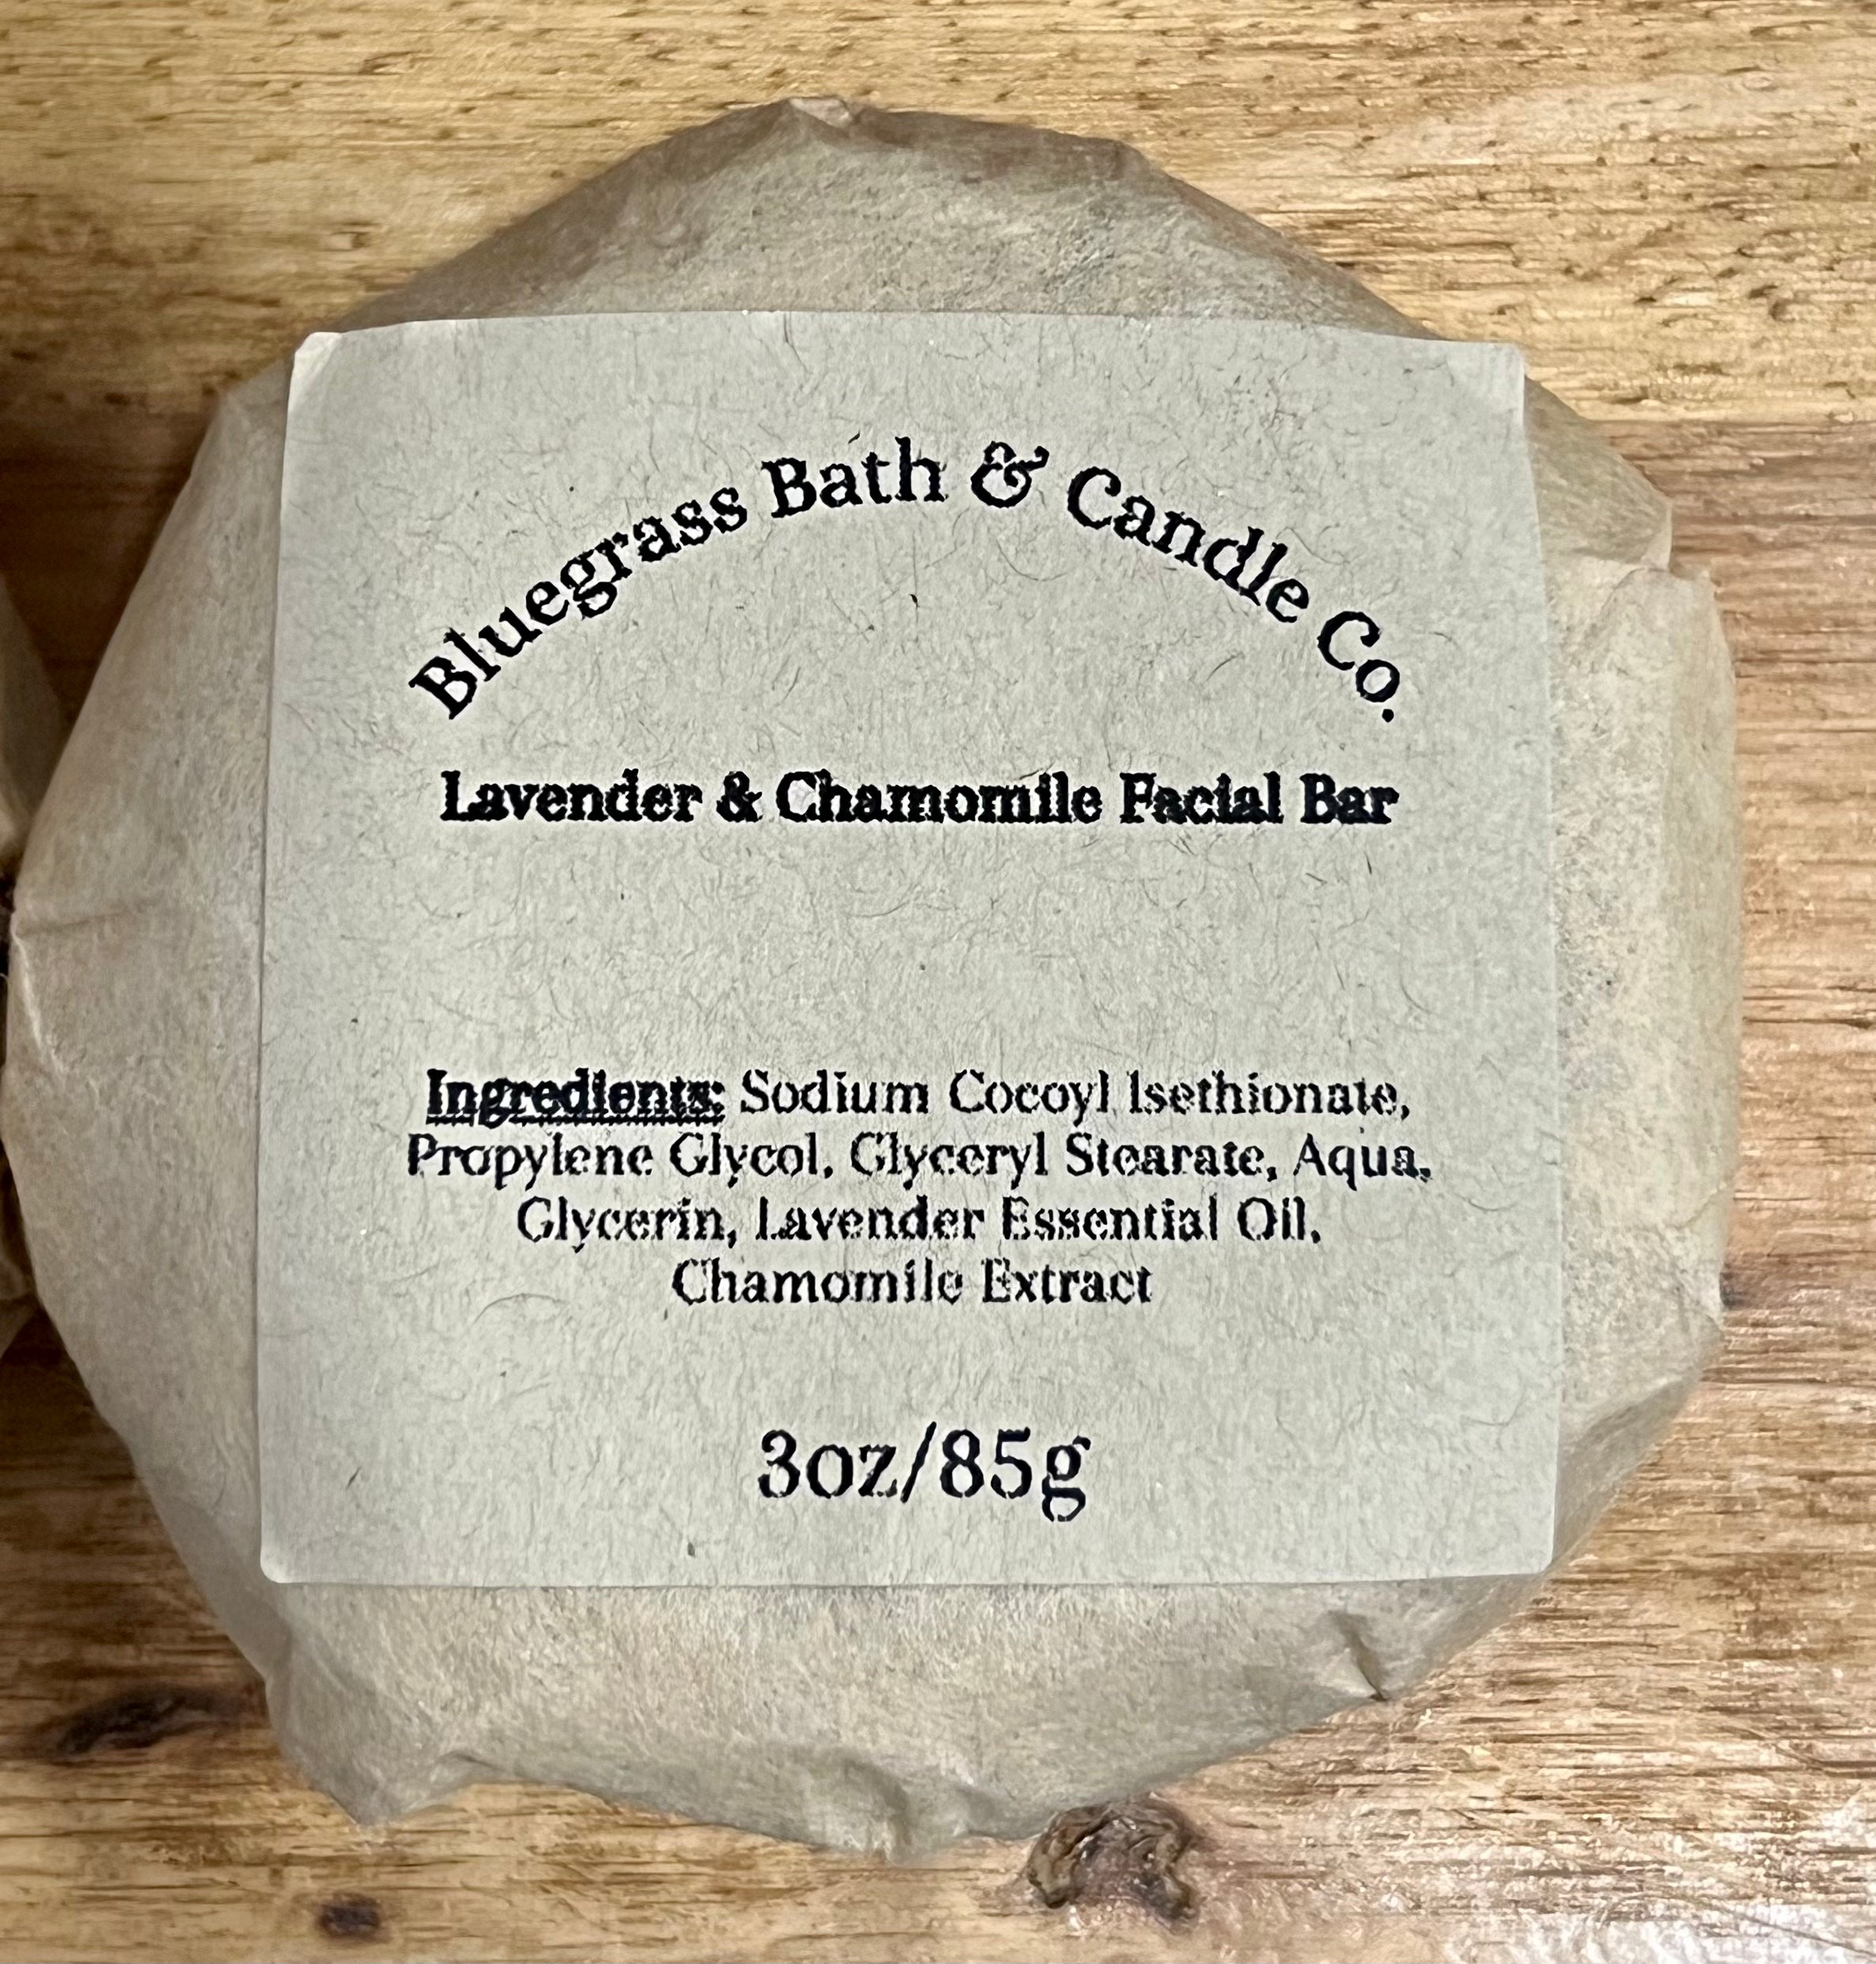 Bluegrass Bath & Candle Co.
Lavender & Chamomile Facial Bar
Ingredients: Sodium Cocoyl Isethionate,
Propylene Glycol, Glyceryl Stearate, Aqua,
Glycerin, Lavender Essential Oil,
Chamomile Extract
3oz/85g